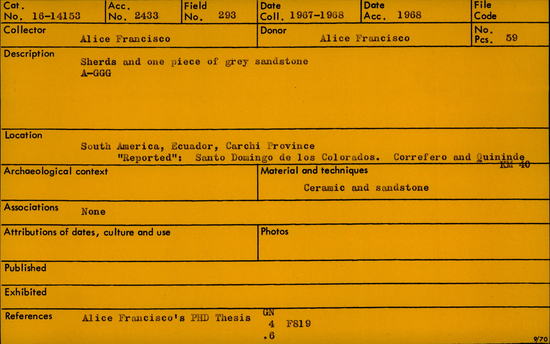 Cat. No. 16-14153 Acc. No. 2433 Field No. 293 Date Coll. 1967-1968 Date Acc. 1968 File Code
Collector Alice Francisco Donor Alice Francisco No. Pcs. 59
Description Sherds and one piece of grey sandstone
A-GGG
Location
South America, Ecuador, Carchi Province
"Reported": Santo Domingo de los Colorados. Correfero and Quininde
KM 40
Archaeological context Material and techniques
Ceramic and sandstone
Associations None
Attributions of dates, culture and use Photos
Published
Exhibited
References Alice Francisco's PHD Thesis GN
4 F819
.6
9/70